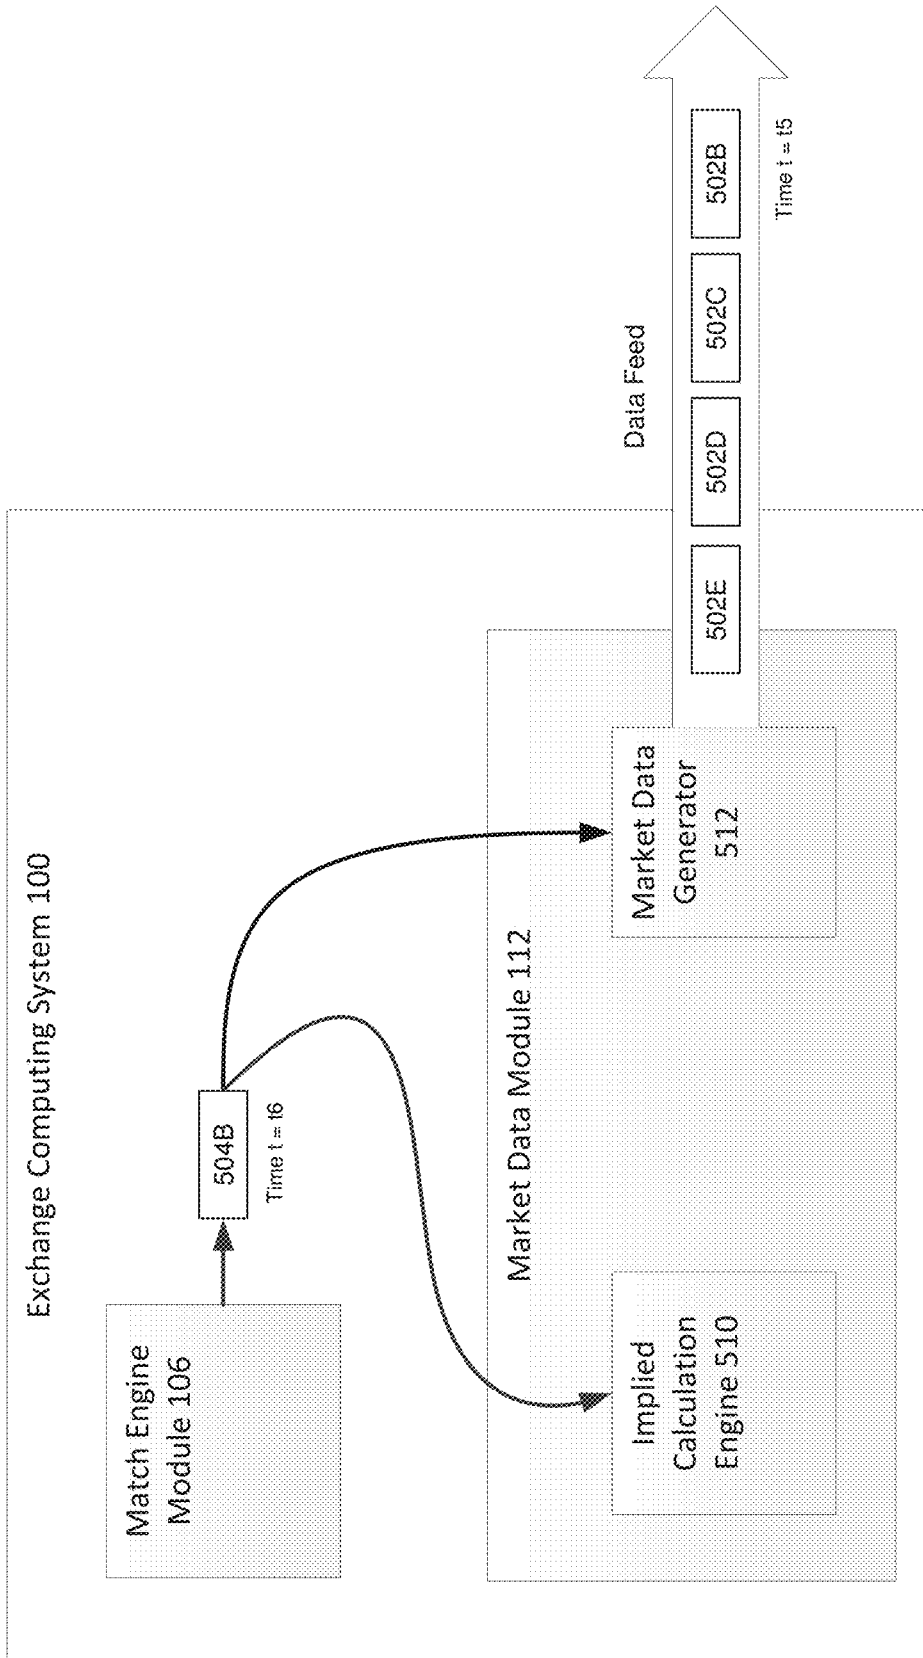 Exchange Computing System 100
Match Engine
Module 106
504B
Time t = t6
Market Data Module 112
Implied
Calculation
Engine 510
Market Data
Generator
512
Data Feed
502E
502D
502C
502B
Time t = t5